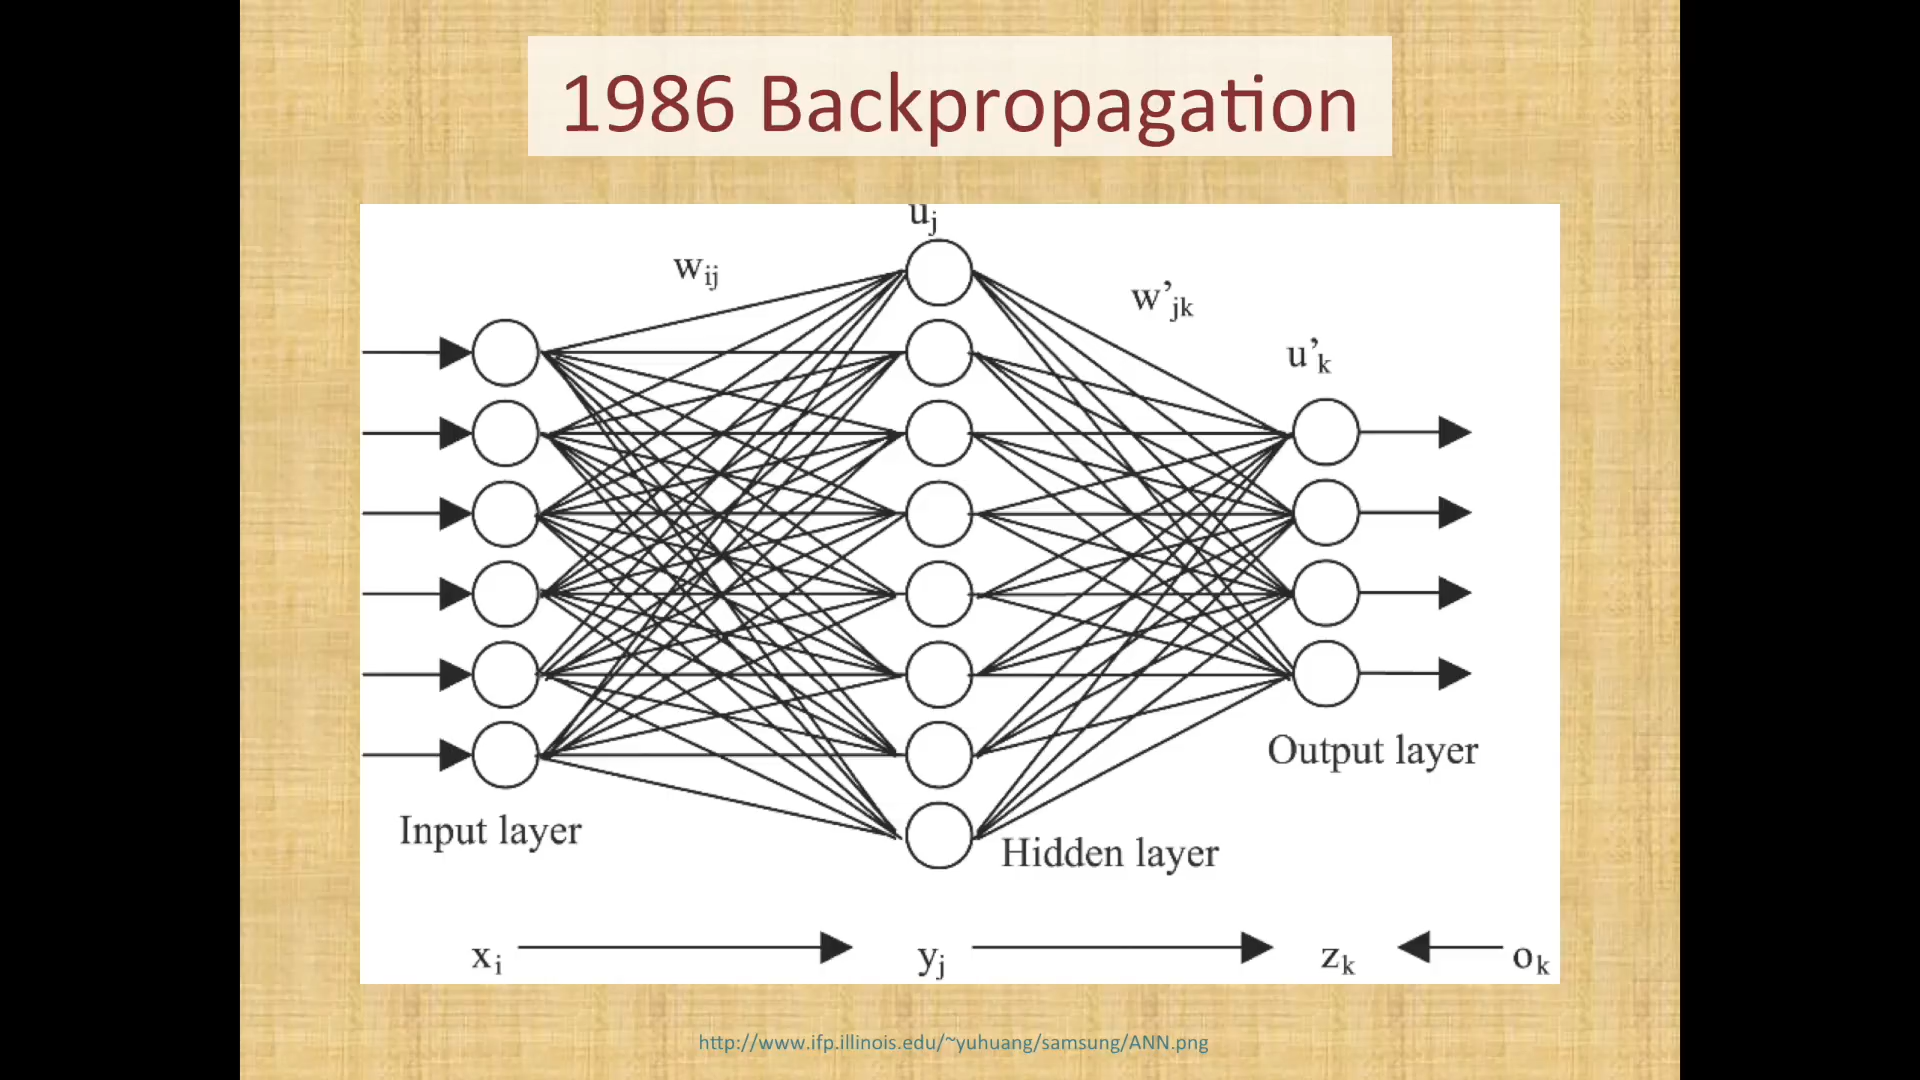 1986 Backpropagation
uj
wij
w’jk
u’k
Output layer
Input layer
Hidden layer
xi
yj
zk
ok
http://www.ifp.illinois.edu/~yuhuang/samsung/ANN.png